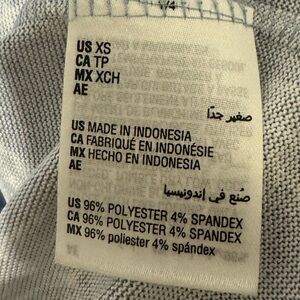 US XS
CA TP
MX XCH
AE
صغير جدًا
US MADE IN INDONESIA
CA FABRIQUÉ EN INDONÉSIE
MX HECHO EN INDONESIA
AE
صُنع في إندونيسيا
US 96% POLYESTER 4% SPANDEX
CA 96% POLYESTER 4% SPANDEX
MX 96% poliester 4% spándex